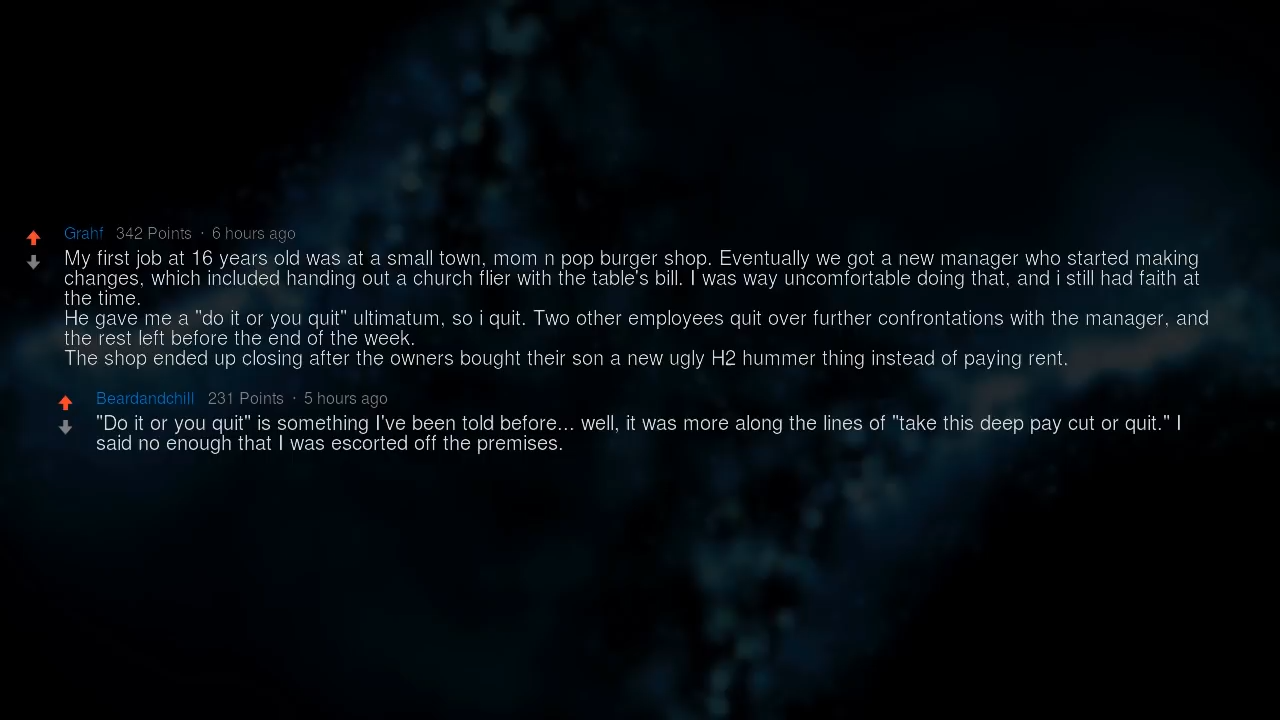 Grahf 342 Points · 6 hours ago
My first job at 16 years old was at a small town, mom n pop burger shop. Eventually we got a new manager who started making
changes, which included handing out a church flier with the table's bill. I was way uncomfortable doing that, and i still had faith at
the time.
He gave me a "do it or you quit" ultimatum, so i quit. Two other employees quit over further confrontations with the manager, and
the rest left before the end of the week.
The shop ended up closing after the owners bought their son a new ugly H2 hummer thing instead of paying rent.
Beardandchill 231 Points · 5 hours ago
"Do it or you quit" is something I've been told before... well, it was more along the lines of "take this deep pay cut or quit." I
said no enough that I was escorted off the premises.